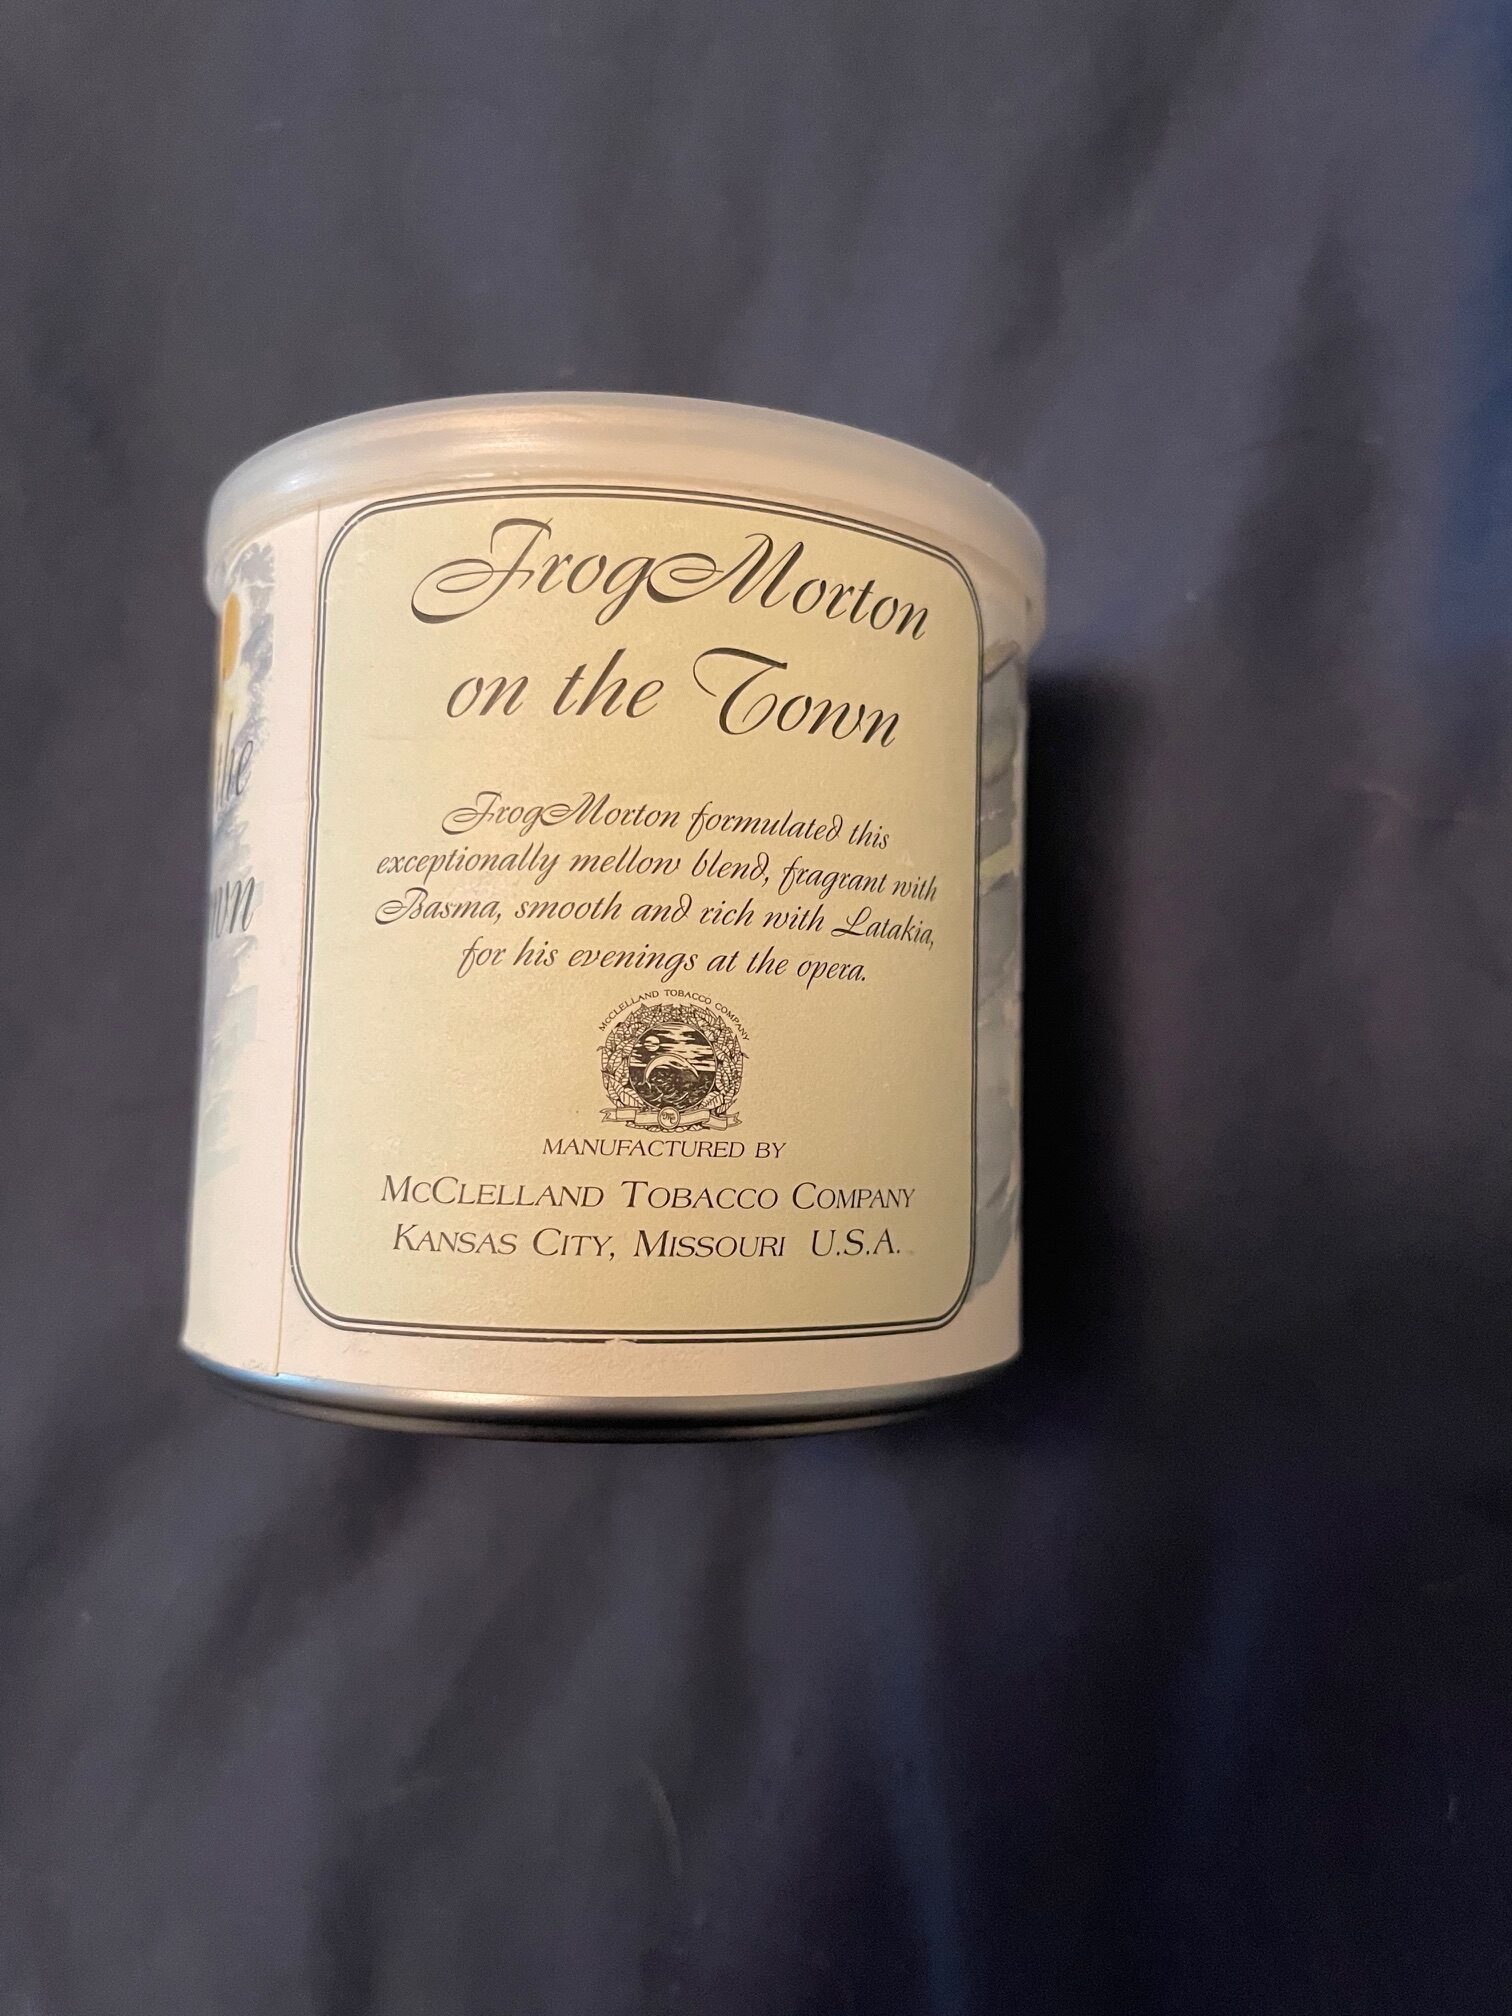 FrogMorton
on the Town
FrogMorton formulated this
exceptionally mellow blend, fragrant with
Basma, smooth and rich with Latakia,
for his evenings at the opera.
McCLELLAND TOBACCO COMPANY
MANUFACTURED BY
McCLELLAND TOBACCO COMPANY
KANSAS CITY, MISSOURI U.S.A.
the